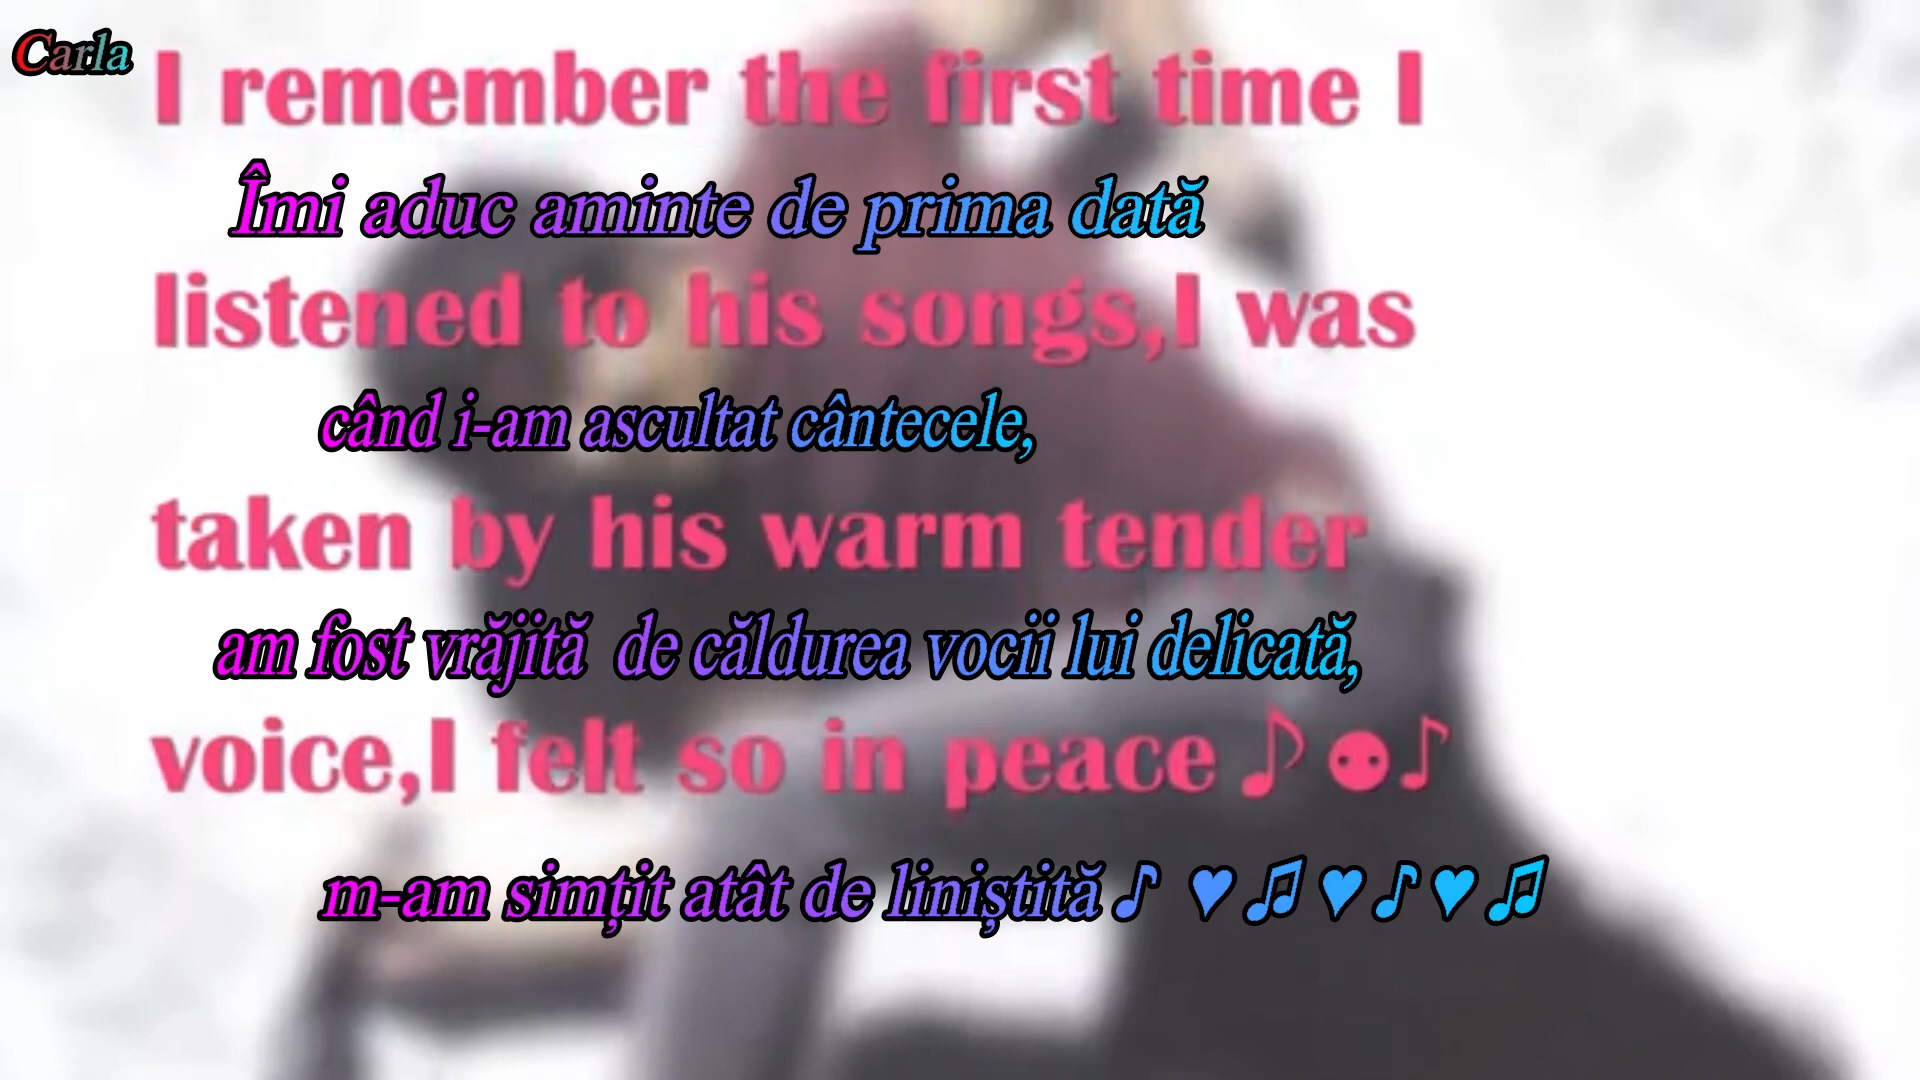 Carla
I remember the first time I
Îmi aduc aminte de prima dată
listened to his songs,I was
când i-am ascultat cântecele,
taken by his warm tender
am fost vrăjită  de căldurea vocii lui delicată,
voice,I felt so in peace ♪ ⚉ ♪
m-am simțit atât de liniștită ♪ ♥ ♫ ♥ ♪ ♥ ♫